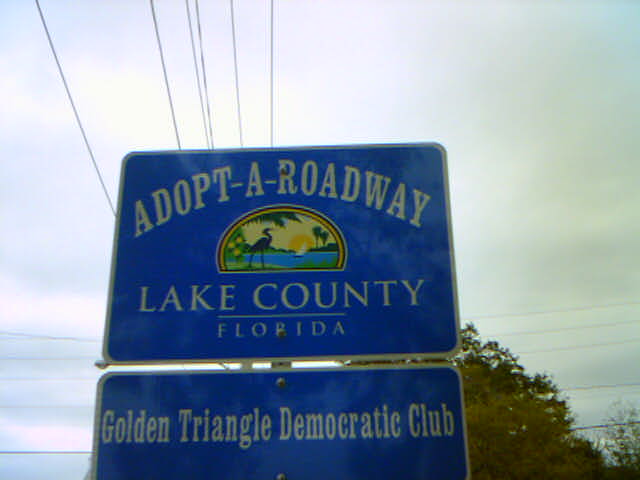 ADOPT-A-ROADWAY
LAKE COUNTY
FLORIDA
Golden Triangle Democratic Club